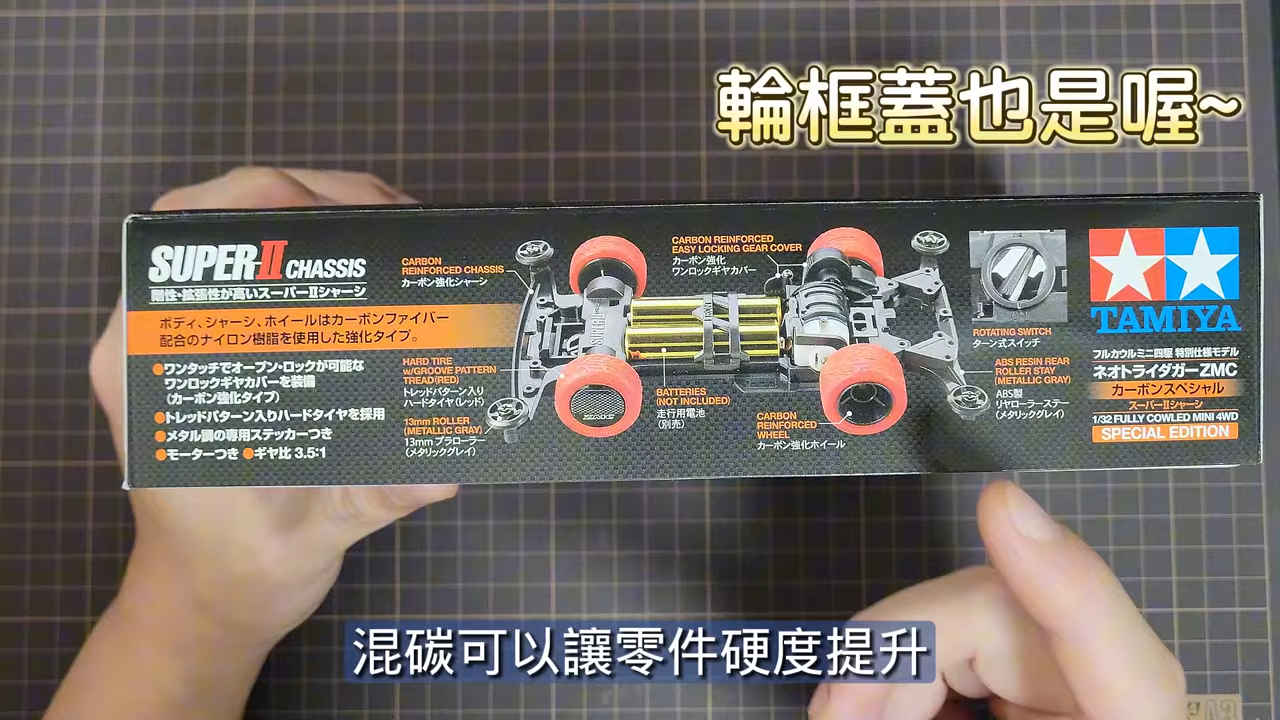 輪框蓋也是喔~
SUPER-II CHASSIS
剛性・拡張性が高いスーパーIIシャーシ
ボディ、シャーシ、ホイールはカーボンファイバー
配合のナイロン樹脂を使用した強化タイプ。
●ワンタッチでオープン・ロックが可能な
ワンロックギヤカバーを装備
(カーボン強化タイプ)
●トレッドパターン入りハードタイヤを採用
●メタル調の専用ステッカーつき
●モーターつき ●ギヤ比 3.5:1
CARBON
REINFORCED CHASSIS
カーボン強化シャーシ
HARD TIRE
w/GROOVE PATTERN
TREAD(RED)
トレッドパターン入り
ハードタイヤ(レッド)
13mm ROLLER
(METALLIC GRAY)
13mm プラローラー
(メタリックグレイ)
CARBON REINFORCED
EASY LOCKING GEAR COVER
カーボン強化
ワンロックギヤカバー
BATTERIES
(NOT INCLUDED)
走行用電池
(別売)
CARBON
REINFORCED
WHEEL
カーボン強化ホイール
ROTATING SWITCH
ターン式スイッチ
ABS RESIN REAR
ROLLER STAY
(METALLIC GRAY)
ABS製
リヤローラーステー
(メタリックグレイ)
TAMIYA
フルカウルミニ四駆 特別仕様モデル
ネオトライダガーZMC
カーボンスペシャル
スーパーIIシャーシ
1/32 FULLY COWLED MINI 4WD
SPECIAL EDITION
混碳可以讓零件硬度提升